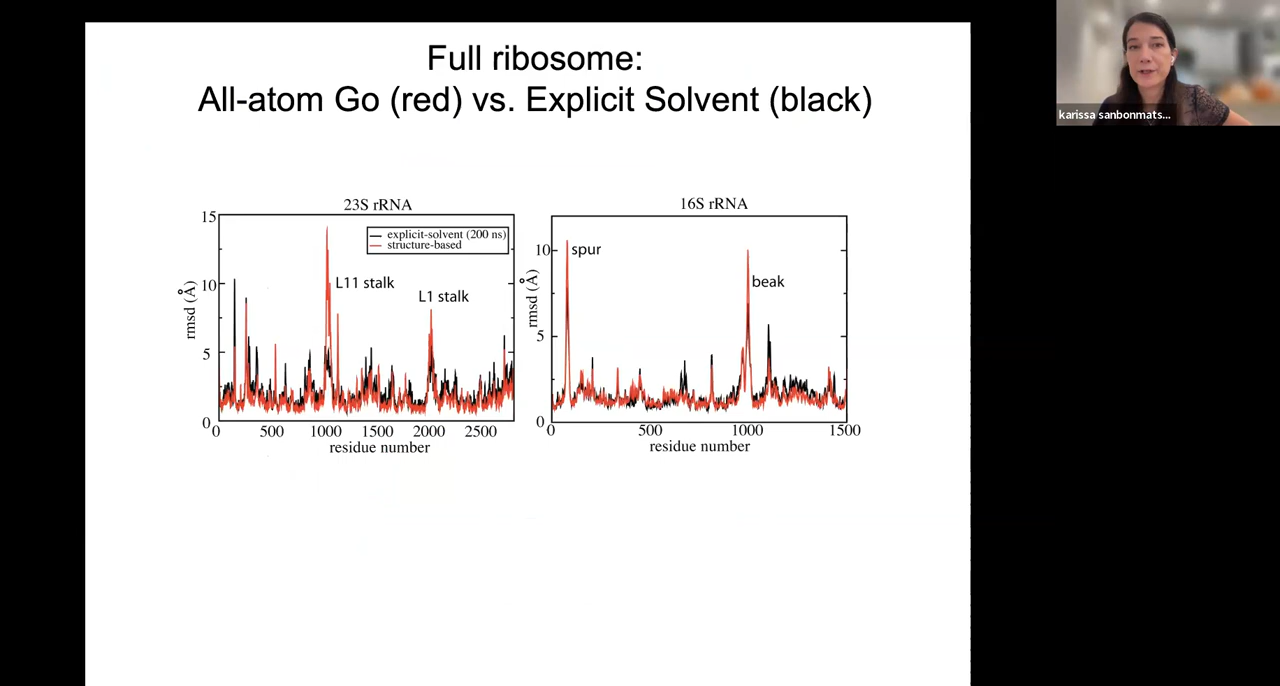 Full ribosome:
All-atom Go (red) vs. Explicit Solvent (black)
karissa sanbonmats...
23S rRNA
15
10
5
0
rmsd (Å)
explicit-solvent (200 ns)
structure-based
L11 stalk
L1 stalk
0 500 1000 1500 2000 2500
residue number
16S rRNA
10
5
0
rmsd (Å)
spur
beak
0 500 1000 1500
residue number